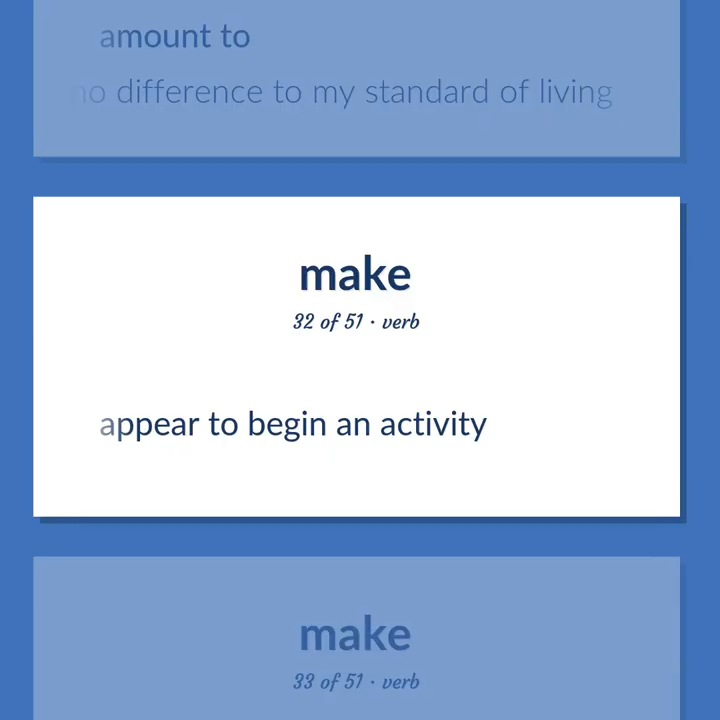 amount to
no difference to my standard of living
make
32 of 51 · verb
appear to begin an activity
make
33 of 51 · verb